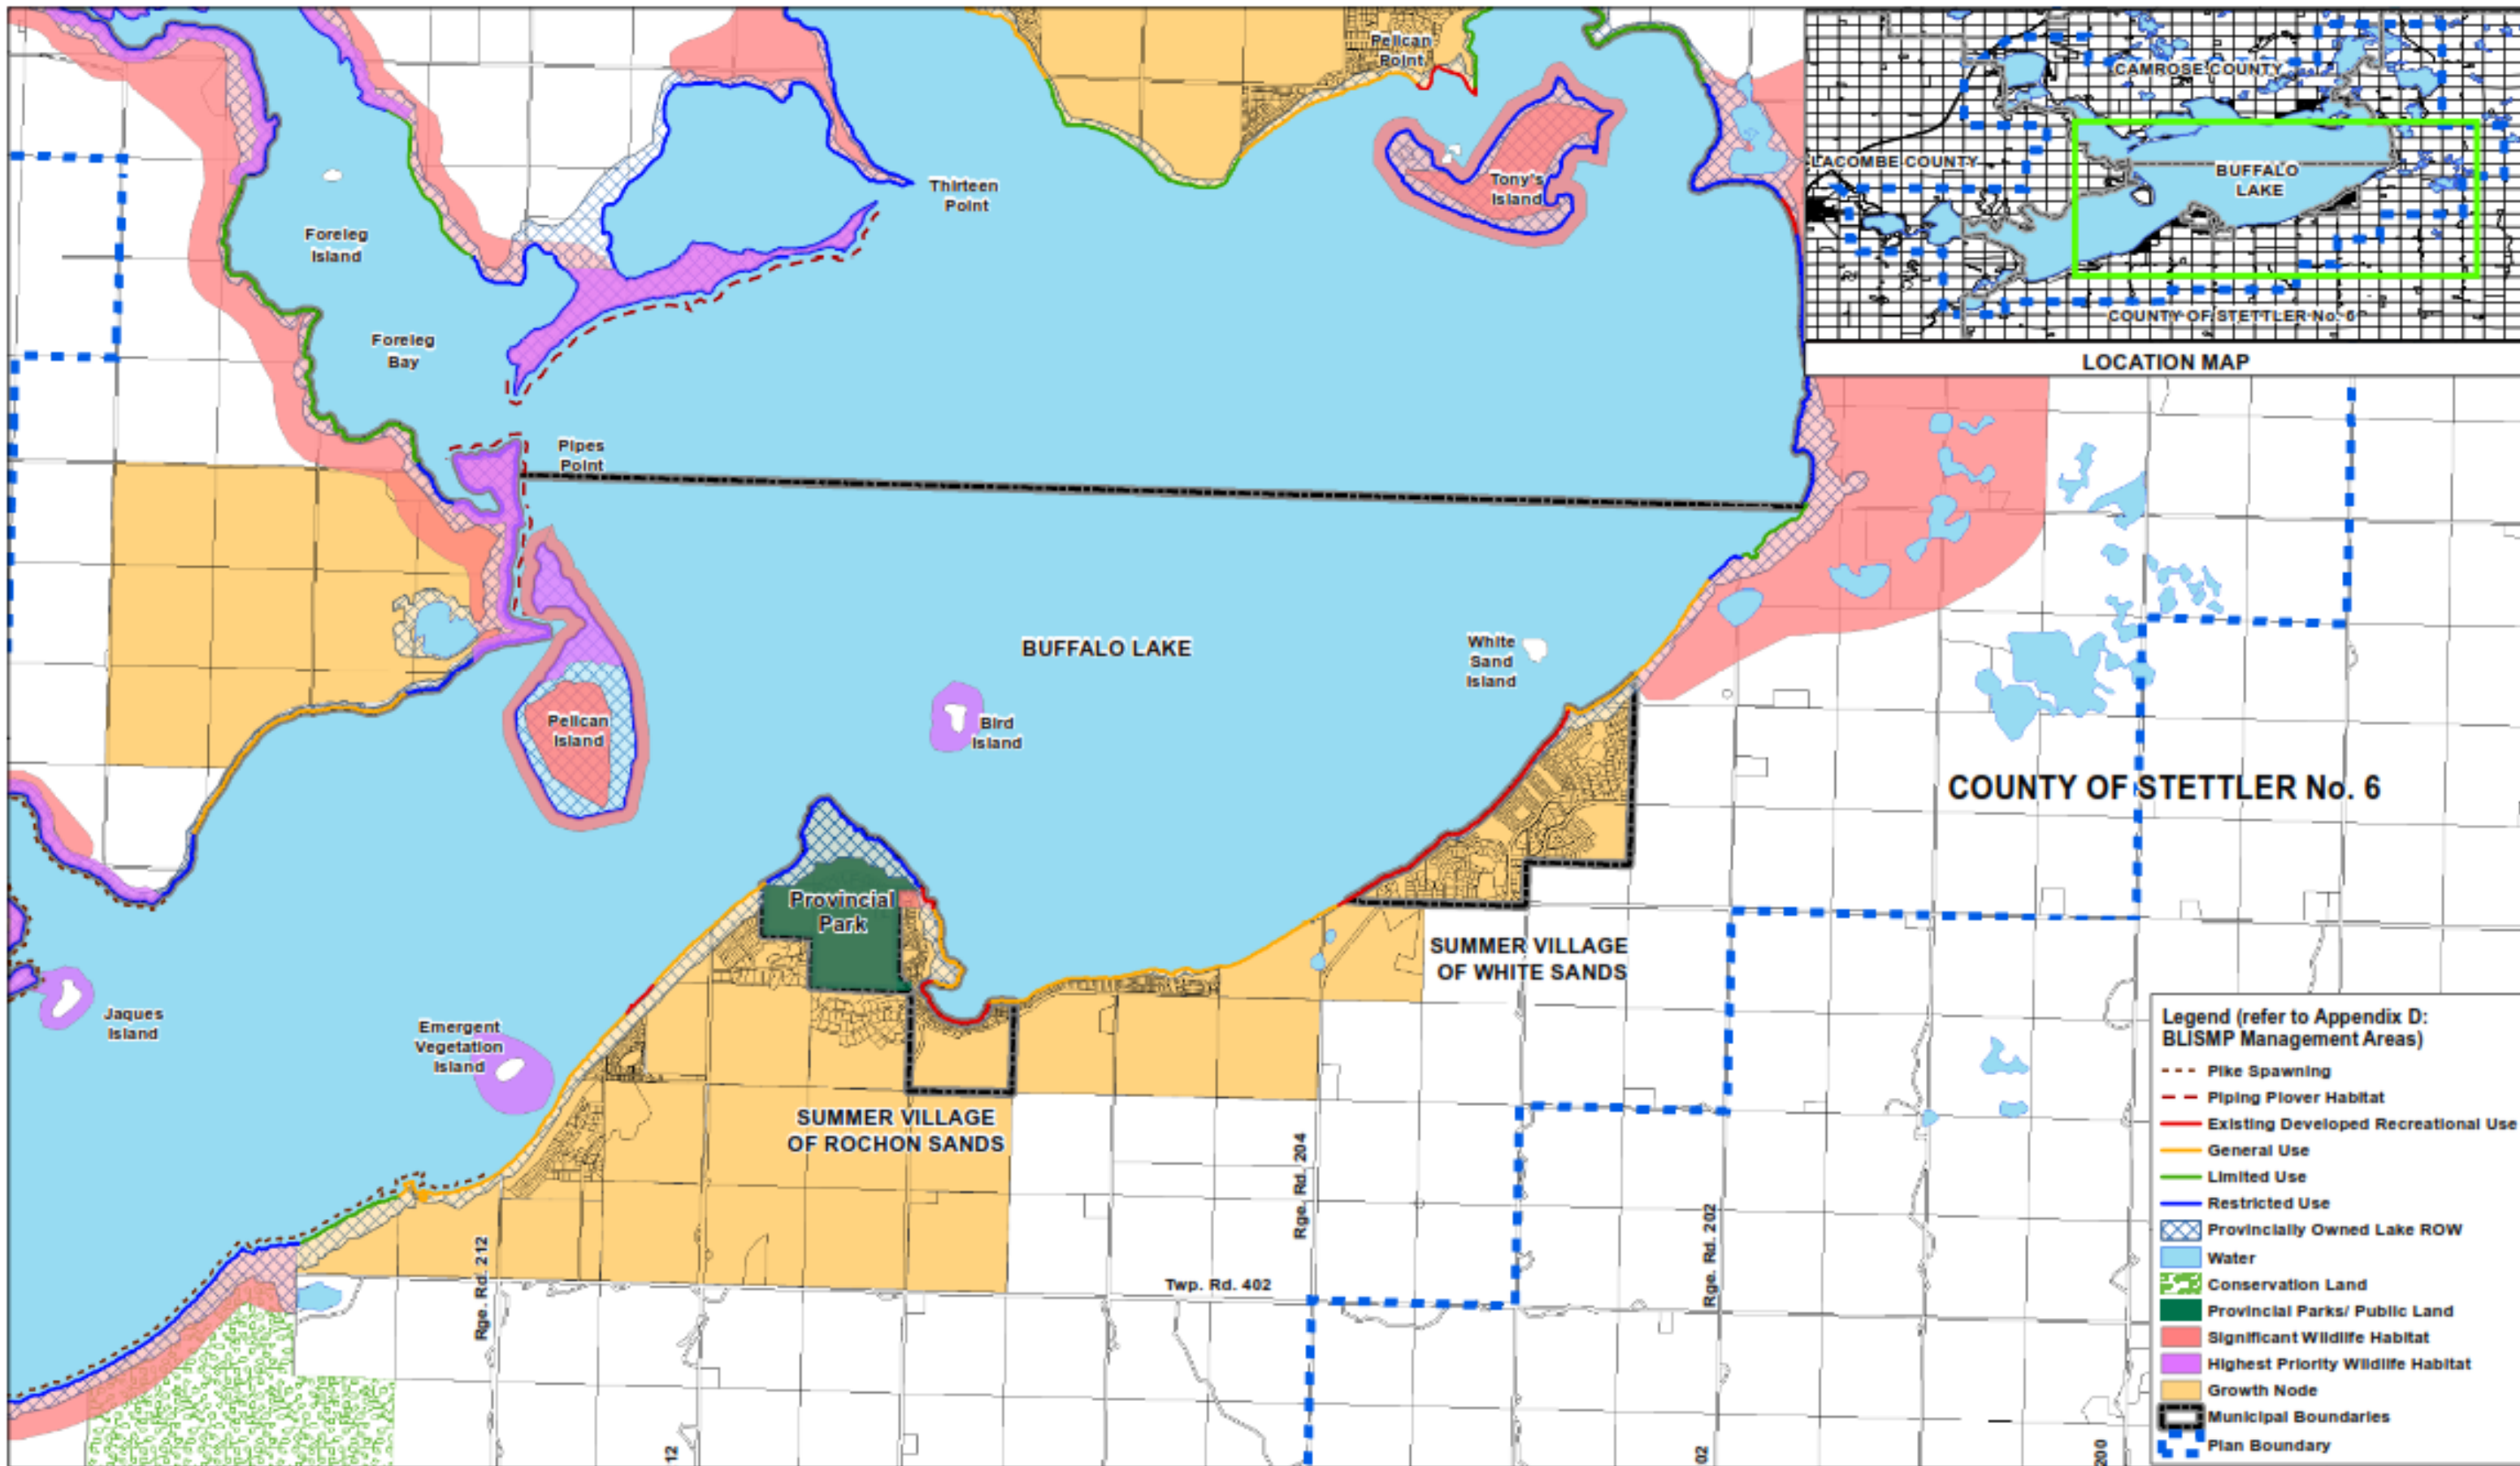 Pelican
Point
Thirteen
Point
Tony's
Island
Foreleg
Island
Foreleg
Bay
Pipes
Point
CAMROSE COUNTY
LACOMBE COUNTY
BUFFALO
LAKE
COUNTY OF STETTLER No. 6
LOCATION MAP
BUFFALO LAKE
White
Sand
Island
Pelican
Island
Bird
Island
COUNTY OF STETTLER No. 6
Provincial
Park
SUMMER VILLAGE
OF WHITE SANDS
Jaques
Island
Emergent
Vegetation
Island
SUMMER VILLAGE
OF ROCHON SANDS
Rge. Rd. 204
Rge. Rd. 202
Rge. Rd. 212
Twp. Rd. 402
12
02
200
Legend (refer to Appendix D:
BLISMP Management Areas)
Pike Spawning
Piping Plover Habitat
Existing Developed Recreational Use
General Use
Limited Use
Restricted Use
Provincially Owned Lake ROW
Water
Conservation Land
Provincial Parks/ Public Land
Significant Wildlife Habitat
Highest Priority Wildlife Habitat
Growth Node
Municipal Boundaries
Plan Boundary